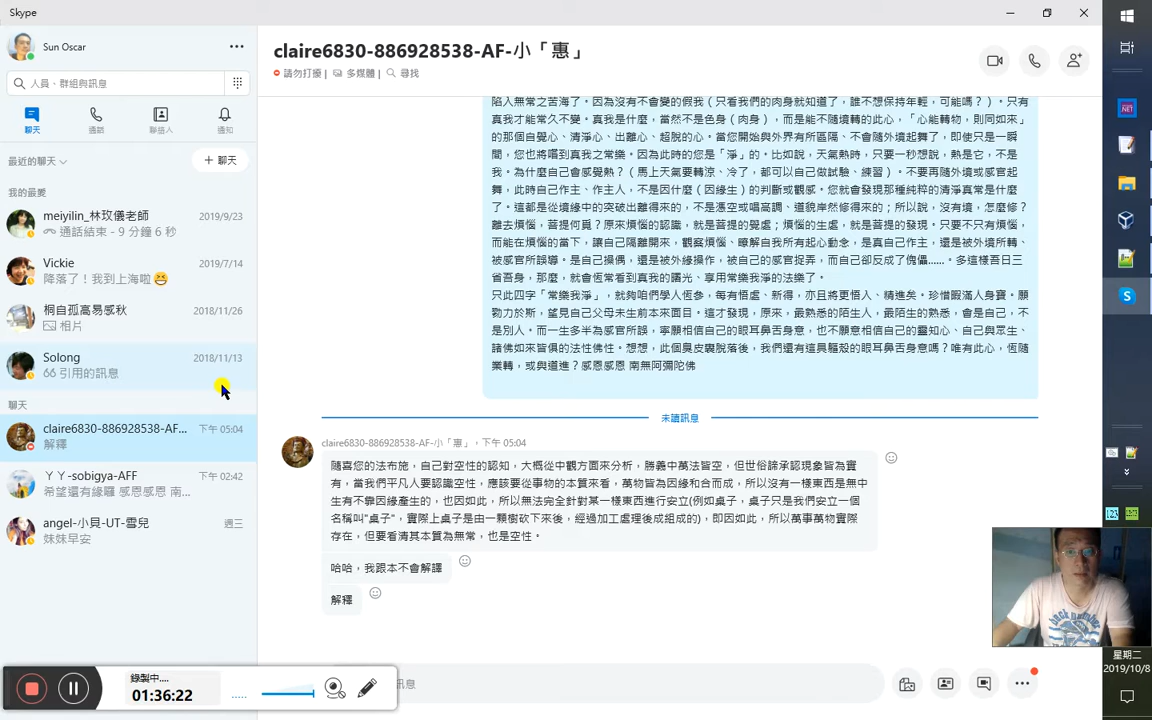 Skype
Sun Oscar
人員、群組與訊息
聊天
通話
聯絡人
通知
最近的聊天
聊天
我的最愛
meiyilin_林玫儀老師
2019/9/23
通話結束 - 9 分鐘 6 秒
Vickie
2019/7/14
降落了！我到上海啦
桐自孤高易感秋
2018/11/26
相片
Solong
2018/11/13
引用的訊息
聊天
claire6830-886928538-AF...
下午 05:04
解釋
ㄚㄚ-sobigya-AFF
下午 02:42
希望還有緣囉 感恩感恩 南...
angel-小貝-UT-雪兒
週三
妹妹早安
claire6830-886928538-AF-小「惠」
請勿打擾 | 多媒體 | 尋找
陷入無常之苦海了。因為沒有不會變的假我（只看我們的肉身就知道了，誰不想保持年輕，可能嗎？）。只有
真我才能常久不變。真我是什麼，當然不是色身（肉身），而是能不隨境轉的此心，「心能轉物，則同如來」
的那個自覺心、清淨心、出離心、超脫的心。當您開始與外界有所區隔、不會隨外境起舞了，即使只是一瞬
間，您也將嚐到真我之常樂。因為此時的您是「淨」的。比如說，天氣熱時，只要一秒想說，熱是它，不是
我。為什麼自己會感覺熱？（馬上天氣要轉涼、冷了，都可以自己做試驗、練習）。不要再隨外境或感官起
舞，此時自己作主、作主人，不是因什麼（因緣生）的判斷或觀感。您就會發現那種純粹的清淨真常是什麼
了。這都是從境緣中的突破出離得來的，不是憑空或唱高調、道貌岸然修得來的；所以說，沒有境，怎麼修？
離去煩惱，菩提何覓？原來煩惱的認識，就是菩提的覺處；煩惱的生處，就是菩提的發現。只要不只有煩惱，
而能在煩惱的當下，讓自己隔離開來，觀察煩惱、瞭解自我所有起心動念，是真自己作主，還是被外境所轉、
被感官所誤導。是自己操偶，還是被外緣操作，被自己的感官捉弄，而自己卻反成了傀儡......。多這樣吾日三
省吾身，那麼，就會恆常看到真我的曙光、享用常樂我淨的法樂了。
只此四字「常樂我淨」，就夠咱們學人恆參，每有悟處、新得，亦且將更悟入、精進矣。珍惜暇滿人身寶。願
勠力於斯，望見自己父母未生前本來面目。這才發現，原來，最熟悉的陌生人，最陌生的熟悉，會是自己，不
是別人。而一生多半為感官所誤，寧願相信自己的眼耳鼻舌身意，也不願意相信自己的靈知心、自己與眾生、
諸佛如來皆俱的法性佛性。想想，此個臭皮囊脫落後，我們還有這具軀殼的眼耳鼻舌身意嗎？唯有此心，恆隨
業轉，或與道進？感恩感恩 南無阿彌陀佛
未讀訊息
claire6830-886928538-AF-小「惠」，下午 05:04
隨喜您的法布施，自己對空性的認知，大概從中觀方面來分析，勝義中萬法皆空，但世俗諦承認現象皆為實
有，當我們平凡人要認識空性，應該要從事物的本質來看，萬物皆為因緣和合而成，所以沒有一樣東西是無中
生有不靠因緣產生的，也因如此，所以無法完全針對某一樣東西進行安立(例如桌子，桌子只是我們安立一個
名稱叫"桌子"，實際上桌子是由一顆樹砍下來後，經過加工處理後成組成的)，即因如此，所以萬事萬物實際
存在，但要看清其本質為無常，也是空性。
哈哈，我跟本不會解譯
解釋
訊息
錄製中....
01:36:22
.NET
123
星期二
2019/10/8